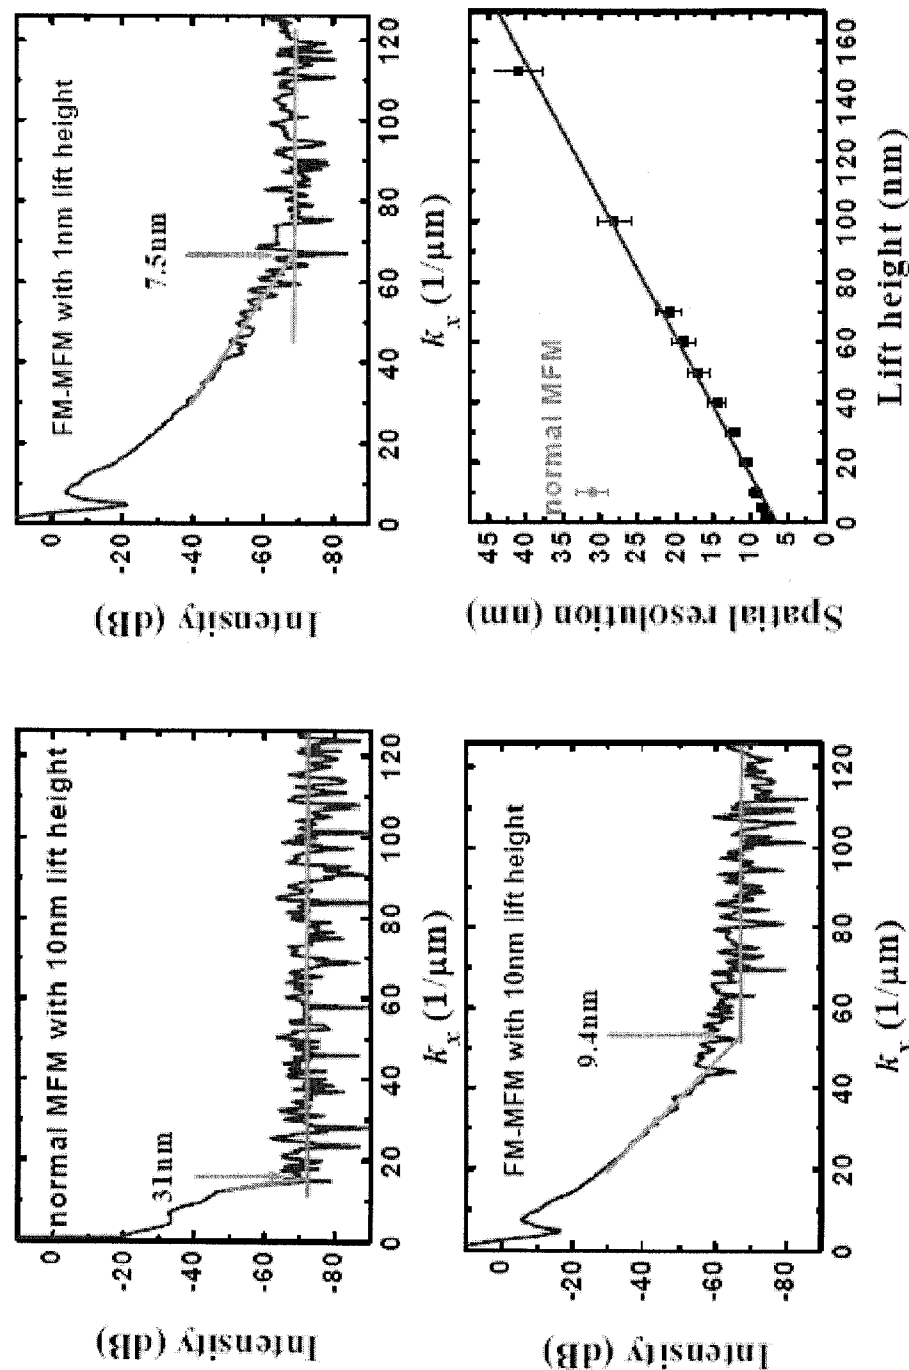 normal MFM with 10nm lift height
31nm
0
-20
-40
-60
-80
Intensity (dB)
0 20 40 60 80 100 120
kx (1/μm)
FM-MFM with 1nm lift height
7.5nm
0
-20
-40
-60
-80
Intensity (dB)
0 20 40 60 80 100 120
kx (1/μm)
FM-MFM with 10nm lift height
9.4nm
0
-20
-40
-60
-80
Intensity (dB)
0 20 40 60 80 100 120
kx (1/μm)
normal MFM
45
40
35
30
25
20
15
10
5
0
Spatial resolution (nm)
0 20 40 60 80 100 120 140 160
Lift height (nm)